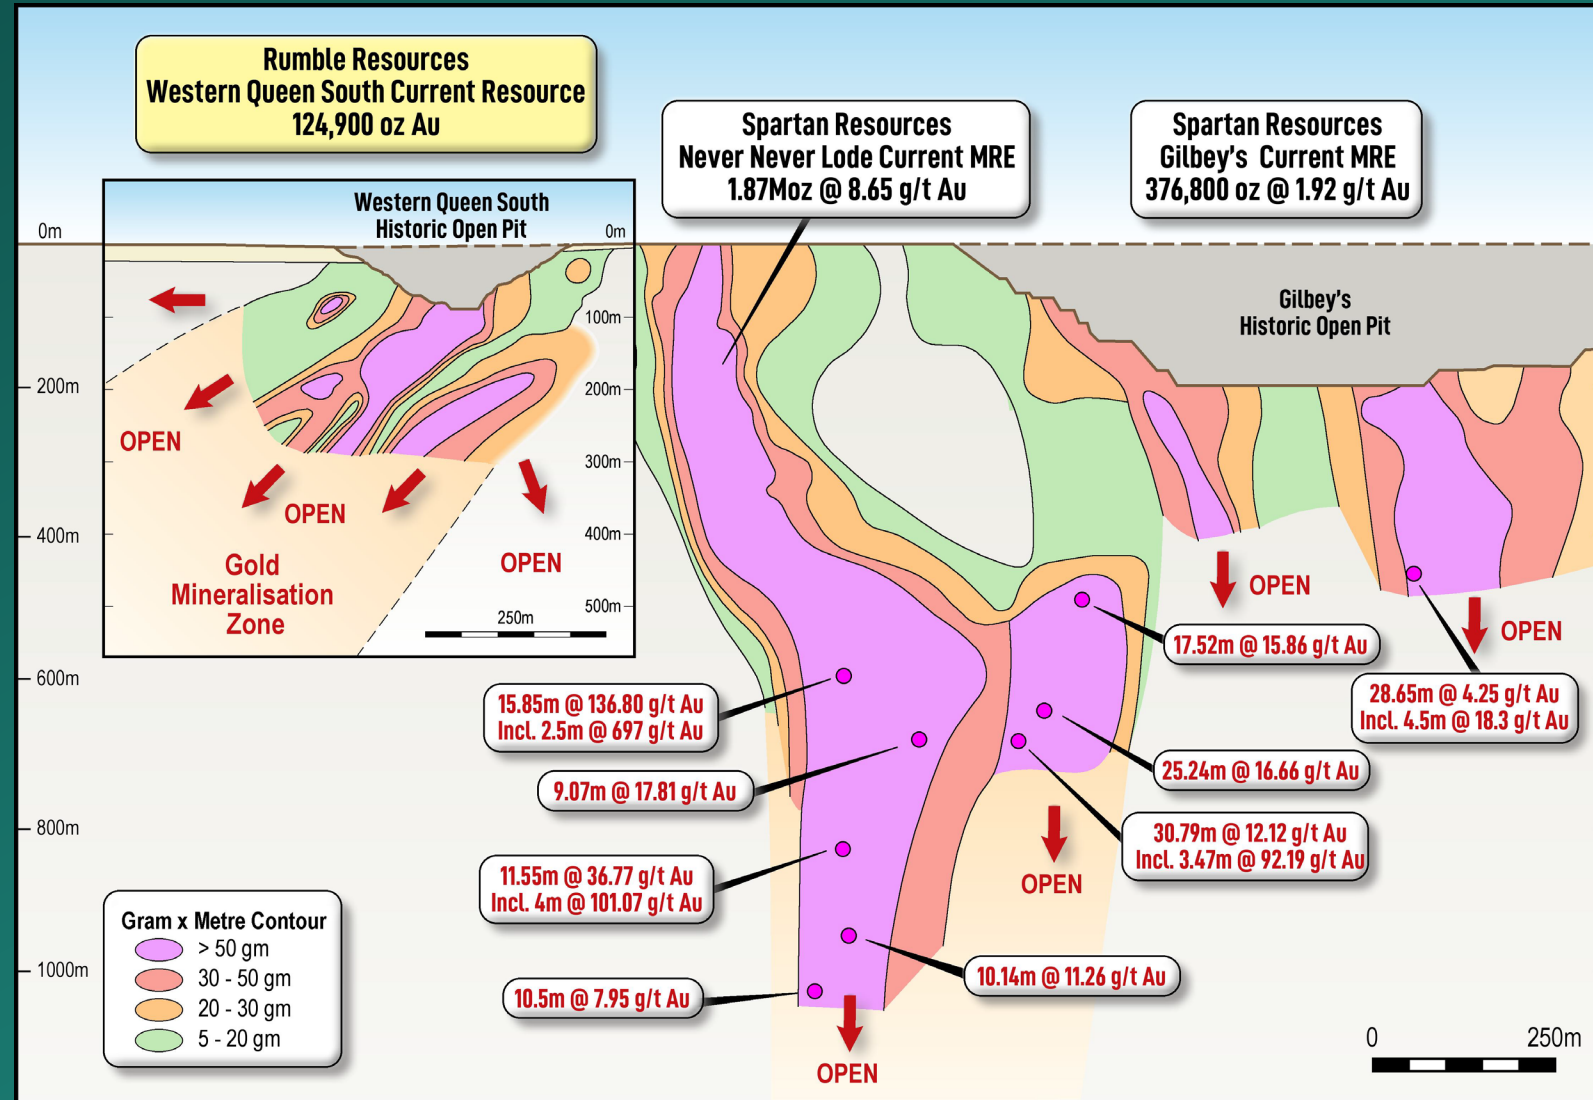 Rumble Resources
Western Queen South Current Resource
124,900 oz Au
Spartan Resources
Never Never Lode Current MRE
1.87Moz @ 8.65 g/t Au
Spartan Resources
Gilbey's Current MRE
376,800 oz @ 1.92 g/t Au
Western Queen South
Historic Open Pit
0m
0m
100m
200m
300m
400m
500m
OPEN
OPEN
OPEN
Gold
Mineralisation
Zone
250m
200m
400m
600m
800m
1000m
Gilbey's
Historic Open Pit
OPEN
OPEN
17.52m @ 15.86 g/t Au
28.65m @ 4.25 g/t Au
Incl. 4.5m @ 18.3 g/t Au
15.85m @ 136.80 g/t Au
Incl. 2.5m @ 697 g/t Au
9.07m @ 17.81 g/t Au
25.24m @ 16.66 g/t Au
30.79m @ 12.12 g/t Au
Incl. 3.47m @ 92.19 g/t Au
OPEN
11.55m @ 36.77 g/t Au
Incl. 4m @ 101.07 g/t Au
10.14m @ 11.26 g/t Au
10.5m @ 7.95 g/t Au
OPEN
Gram x Metre Contour
> 50 gm
30 - 50 gm
20 - 30 gm
5 - 20 gm
0 250m